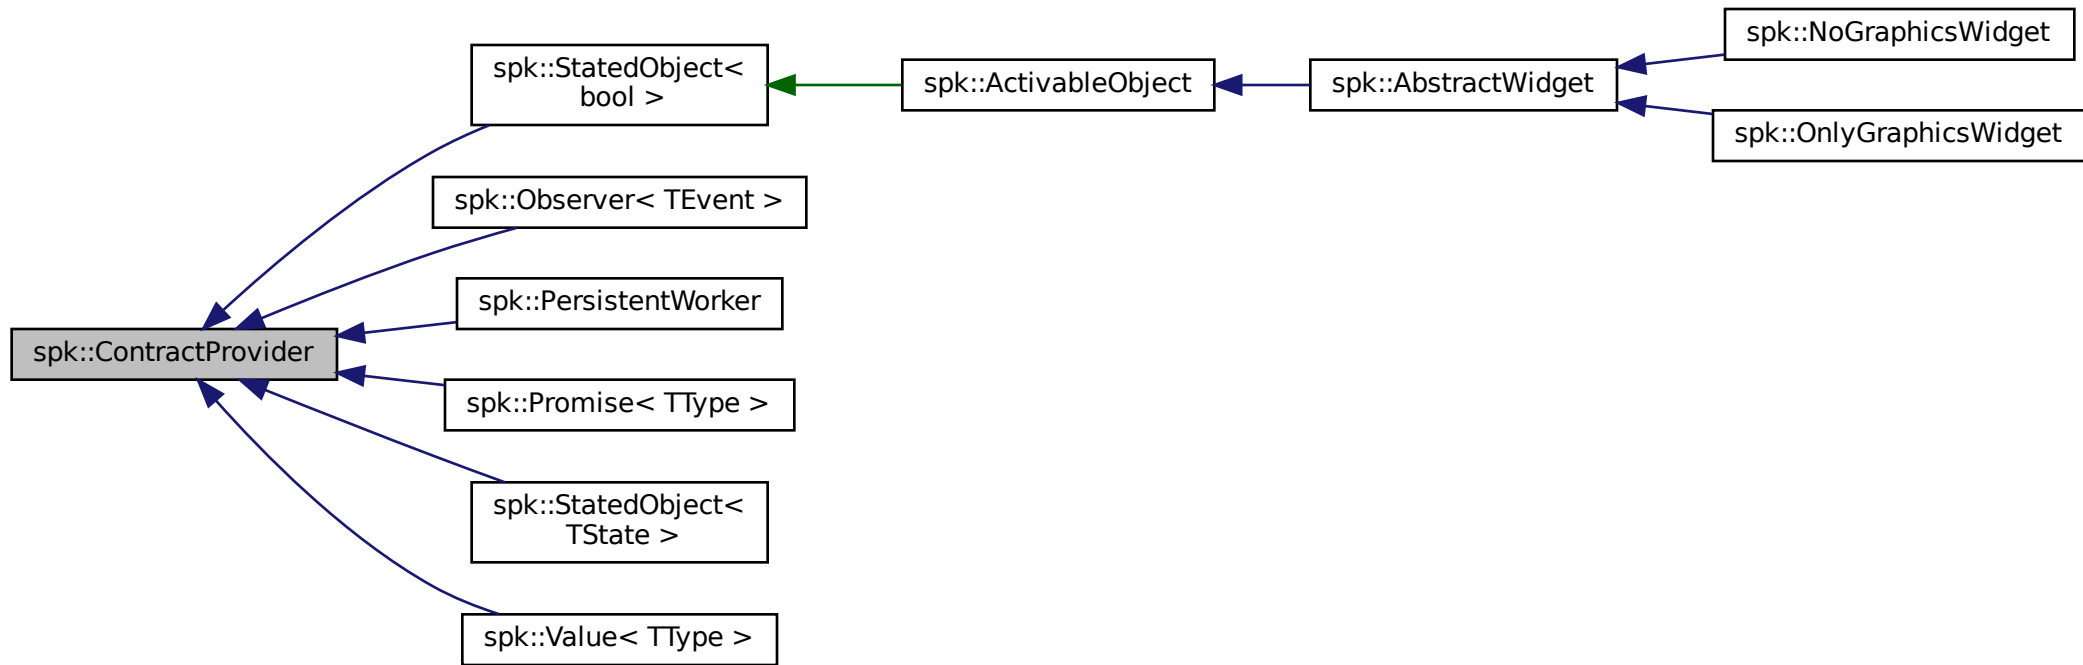 spk::ContractProvider
spk::StatedObject<
bool >
spk::ActivableObject
spk::AbstractWidget
spk::NoGraphicsWidget
spk::OnlyGraphicsWidget
spk::Observer< TEvent >
spk::PersistentWorker
spk::Promise< TType >
spk::StatedObject<
TState >
spk::Value< TType >